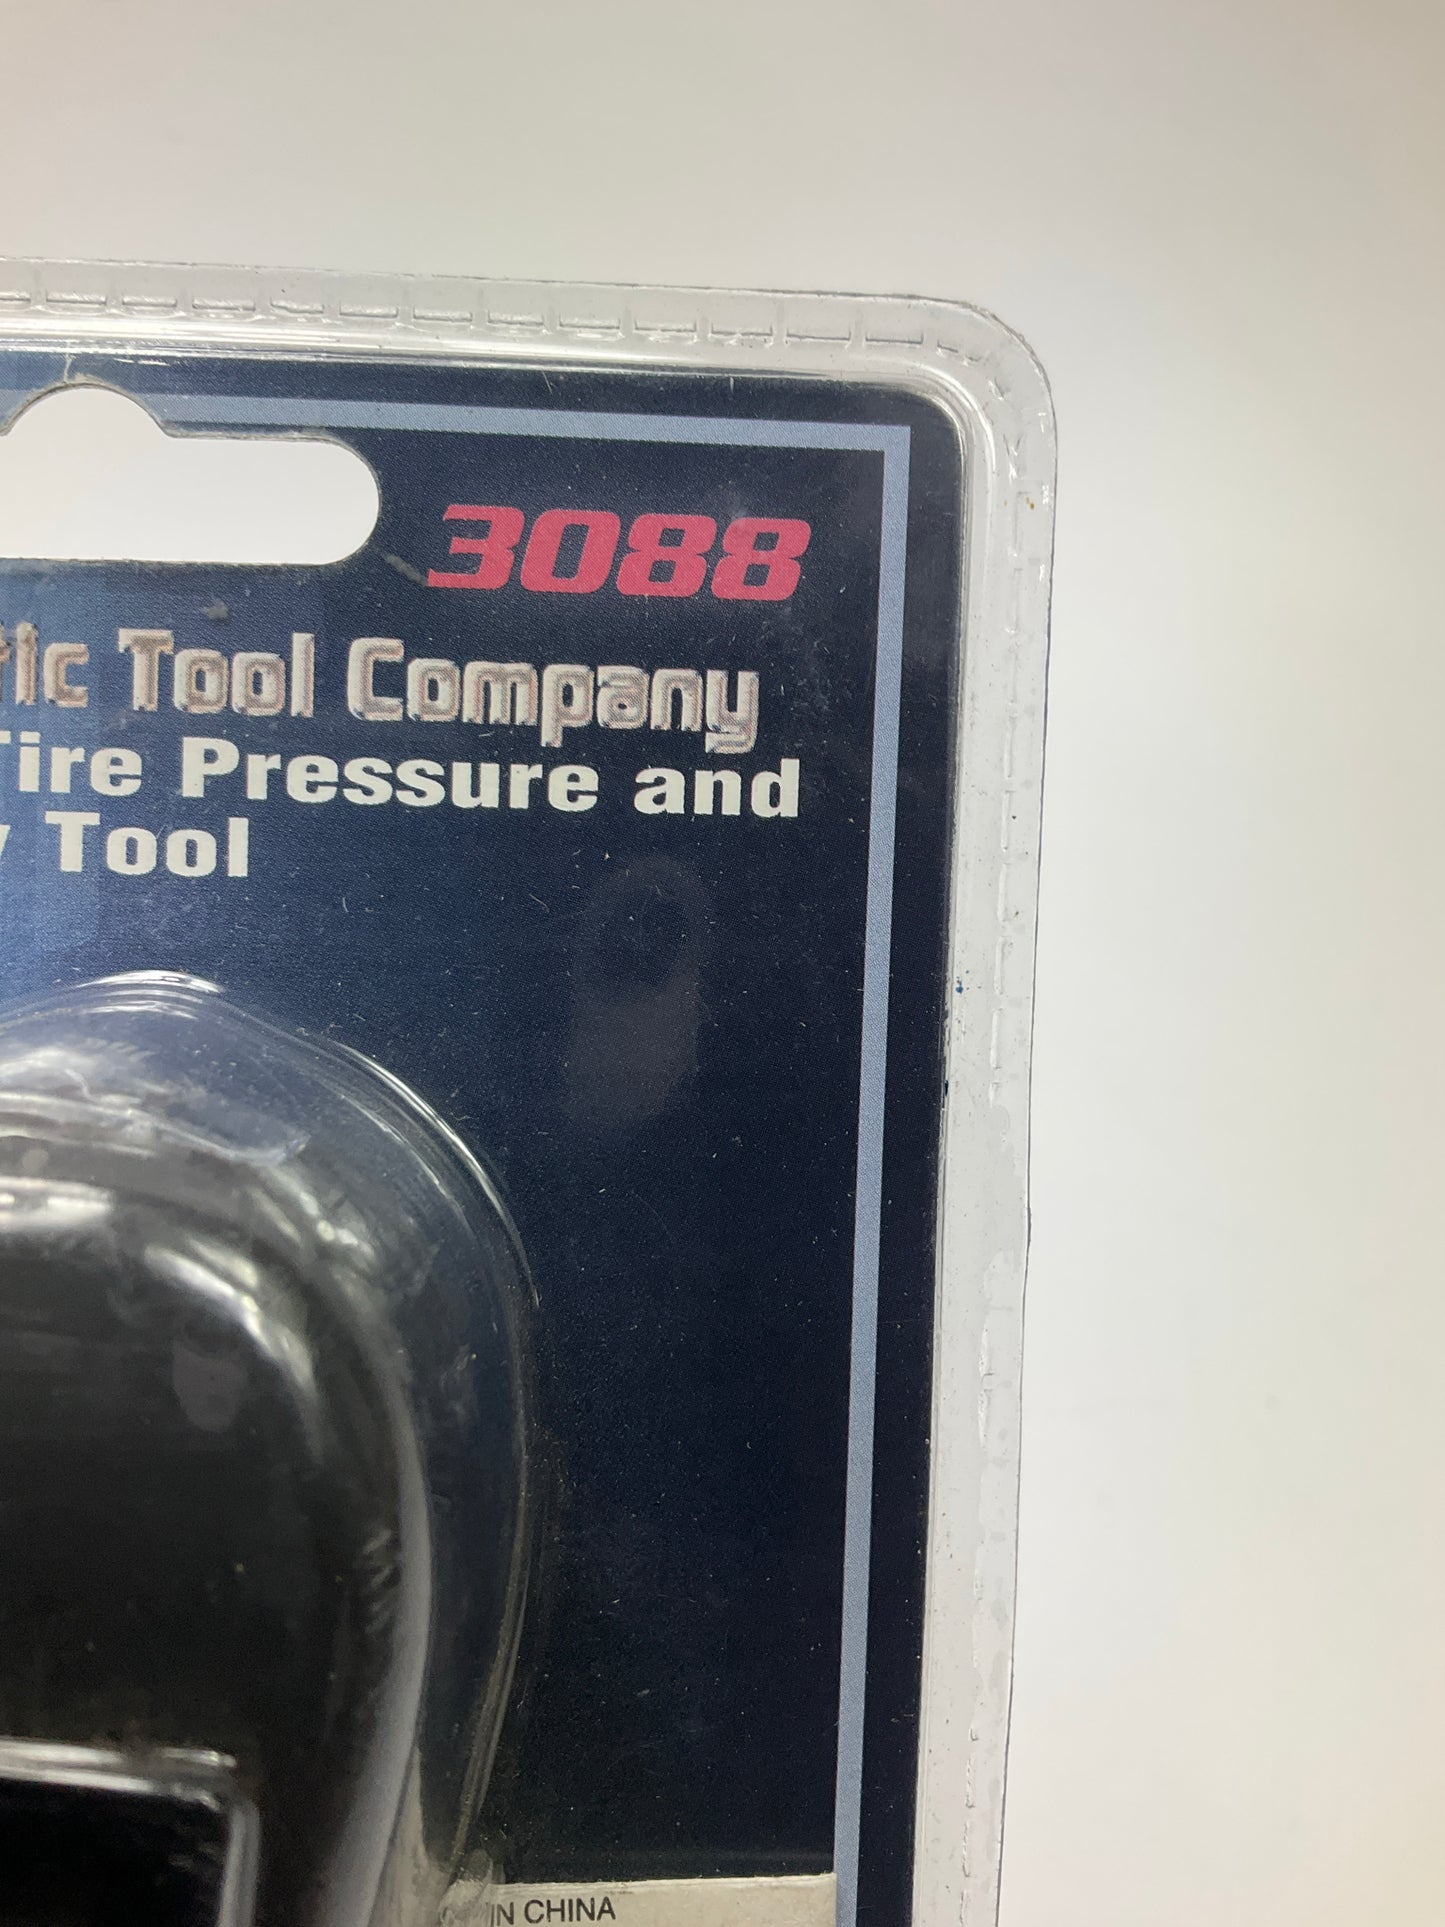 3088
tic Tool Company
Tire Pressure and
y Tool
IN CHINA